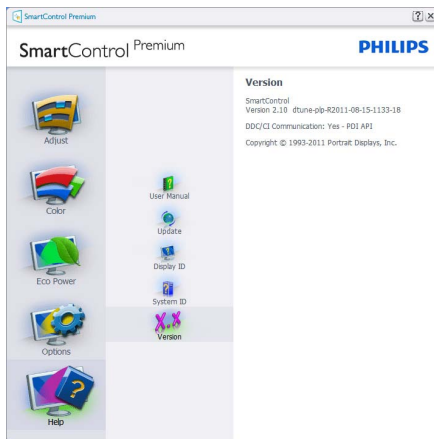 SmartControl Premium
SmartControl Premium
PHILIPS
Adjust
Color
Eco Power
Options
Help
User Manual
Update
Display ID
System ID
X.X
Version
Version
SmartControl
Version 2.10 dtune-plp-R2011-08-15-1133-18
DDC/CI Communication: Yes - PDI API
Copyright © 1993-2011 Portrait Displays, Inc.